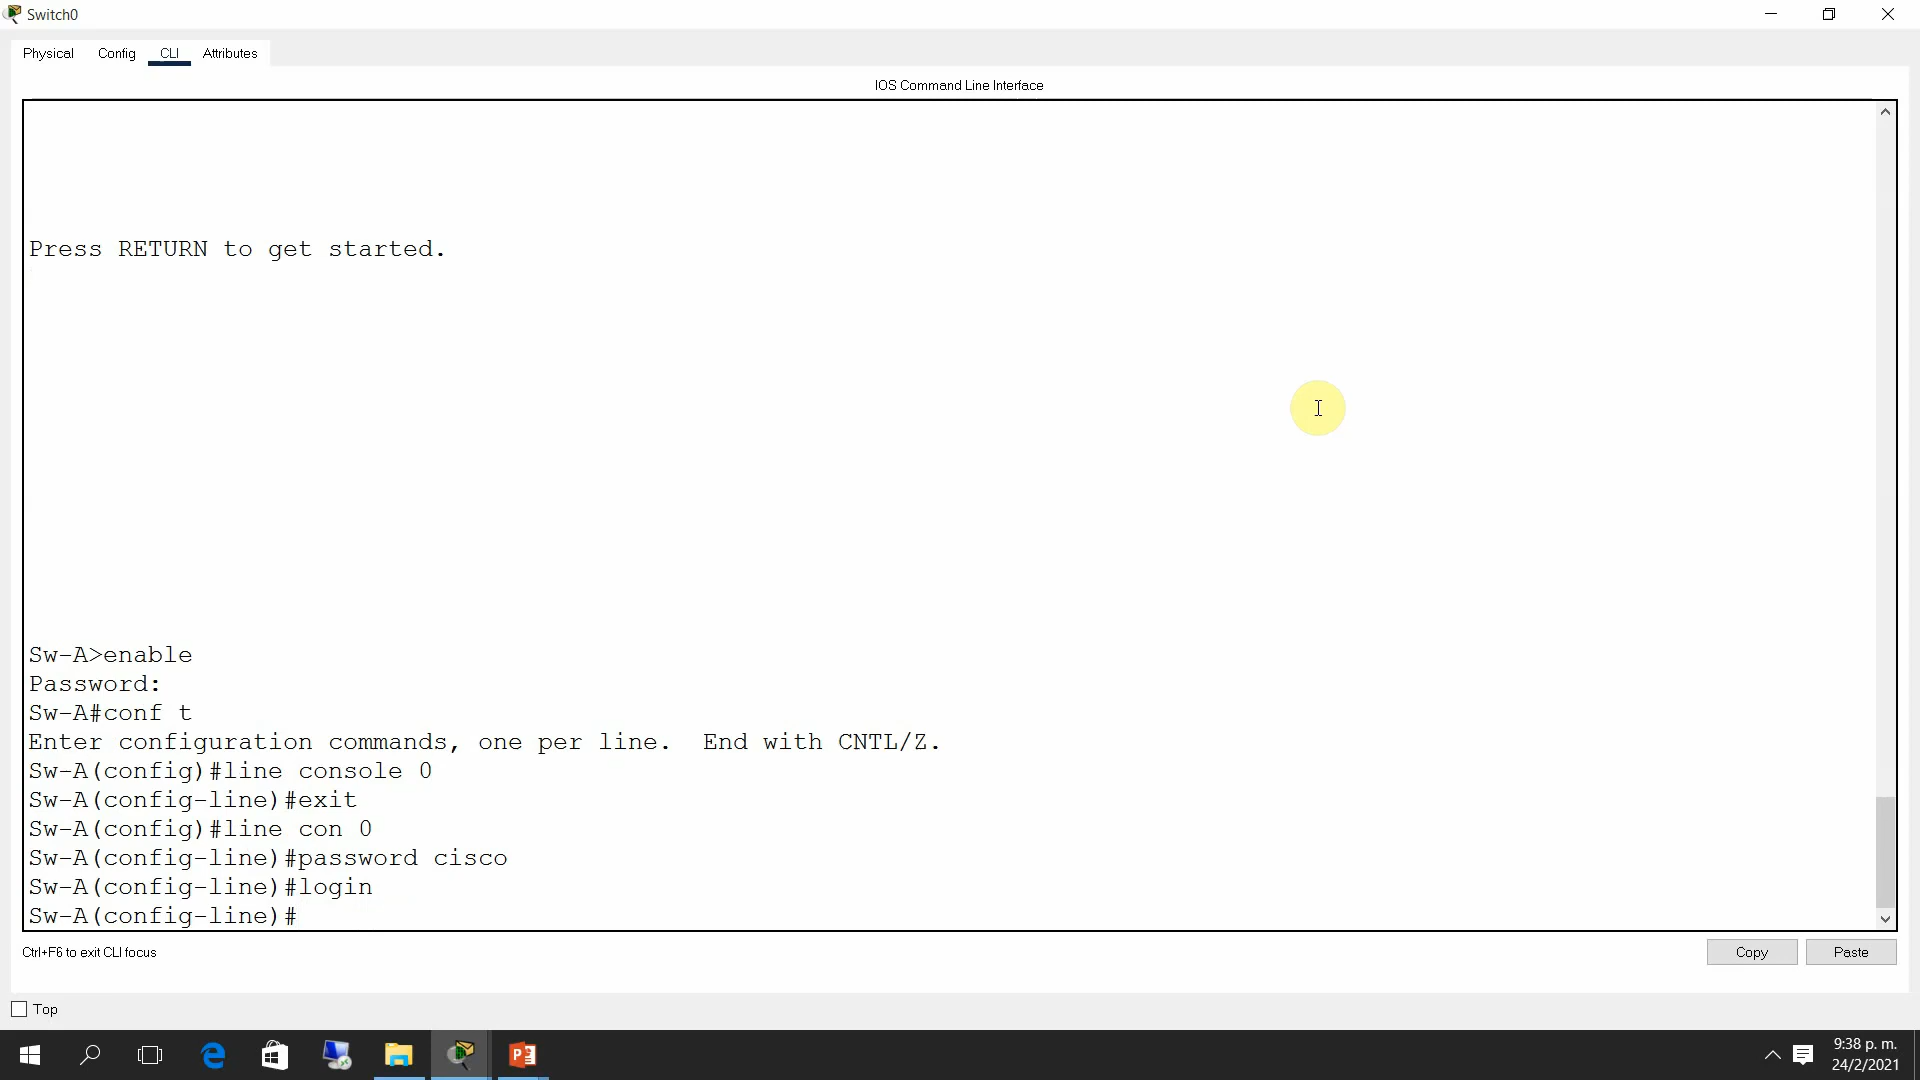 Switch0
Physical Config CLI Attributes
IOS Command Line Interface
Press RETURN to get started.
Sw-A>enable
Password:
Sw-A#conf t
Enter configuration commands, one per line.  End with CNTL/Z.
Sw-A(config)#line console 0
Sw-A(config-line)#exit
Sw-A(config)#line con 0
Sw-A(config-line)#password cisco
Sw-A(config-line)#login
Sw-A(config-line)#
Ctrl+F6 to exit CLI focus
Copy Paste
Top
9:38 p. m.
24/2/2021